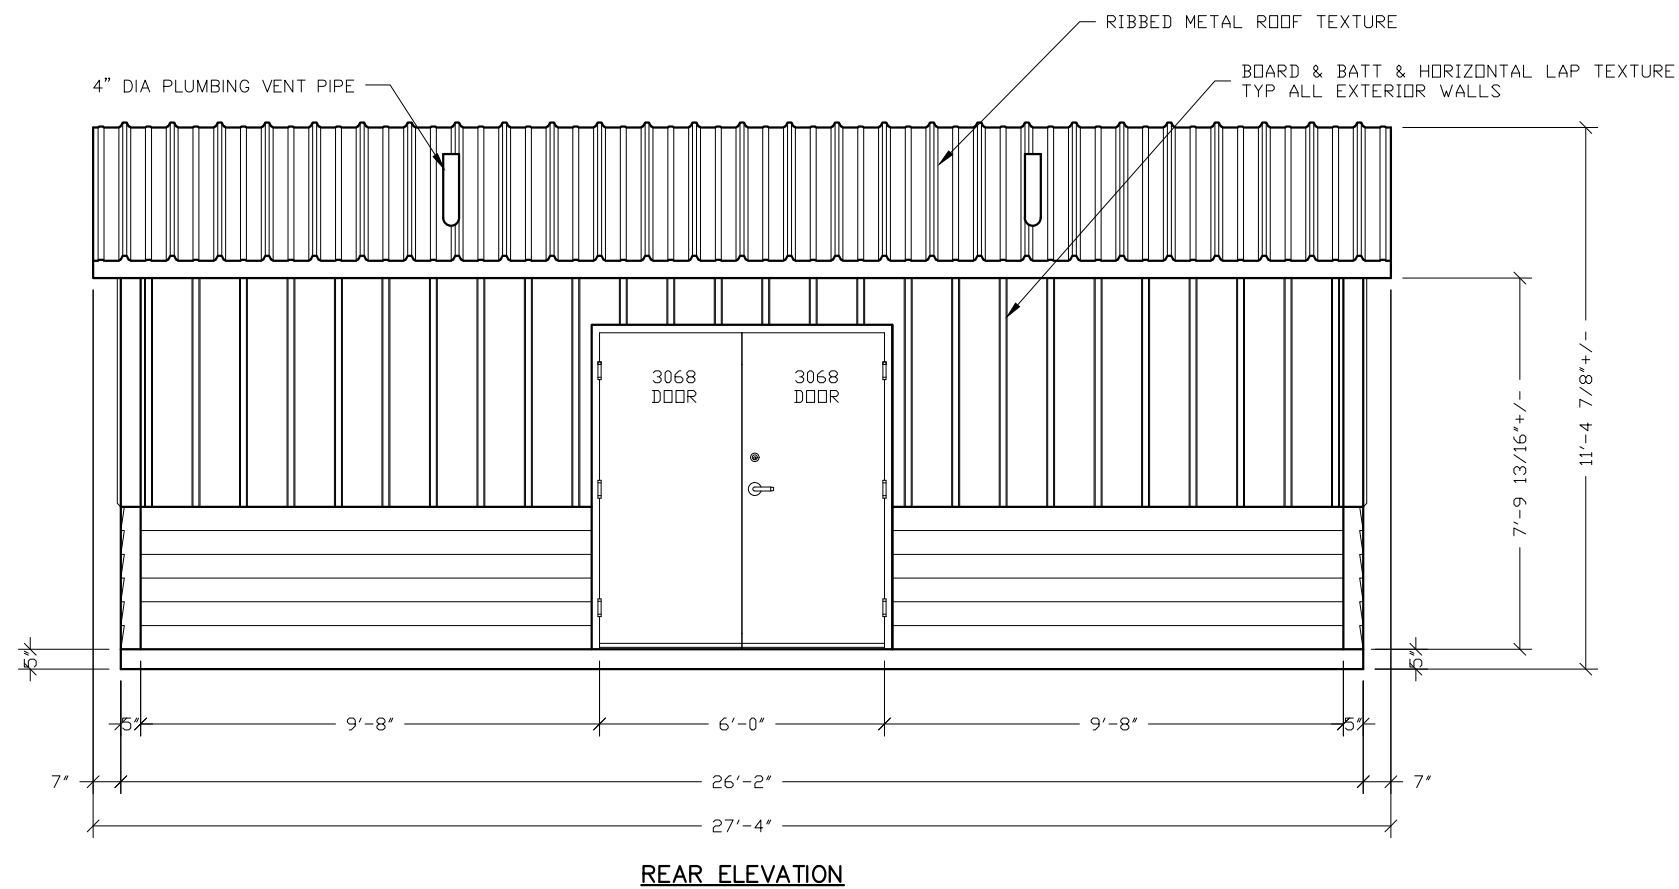 RIBBED METAL ROOF TEXTURE
BOARD & BATT & HORIZONTAL LAP TEXTURE
TYP ALL EXTERIOR WALLS
4” DIA PLUMBING VENT PIPE
3068
DOOR
3068
DOOR
7'-9 13/16"+/-
11'-4 7/8"+/-
5"
5"
5"
9'-8"
6'-0"
9'-8"
5"
7"
26'-2"
7"
27'-4"
REAR ELEVATION